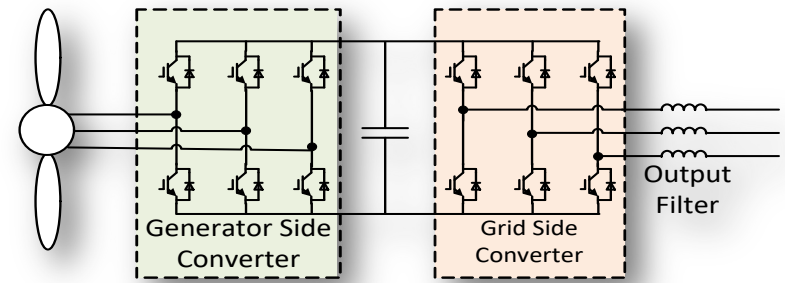 Generator Side
Converter
Grid Side
Converter
Output
Filter